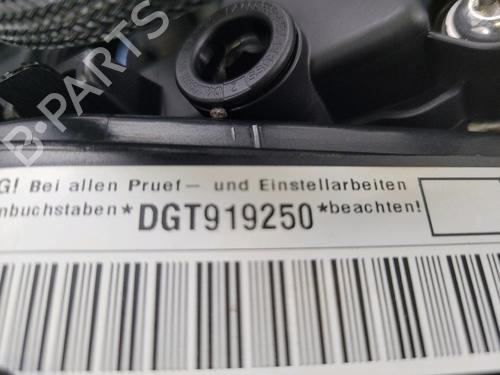 B-PARTS
G! Bei allen Pruef- und Einstellarbeiten
nbuchstaben*DGT919250*beachten!